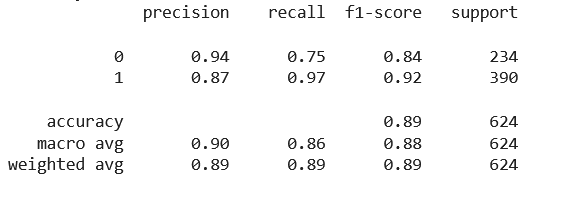 precision recall f1-score support
0 0.94 0.75 0.84 234
1 0.87 0.97 0.92 390
accuracy 0.89 624
macro avg 0.90 0.86 0.88 624
weighted avg 0.89 0.89 0.89 624